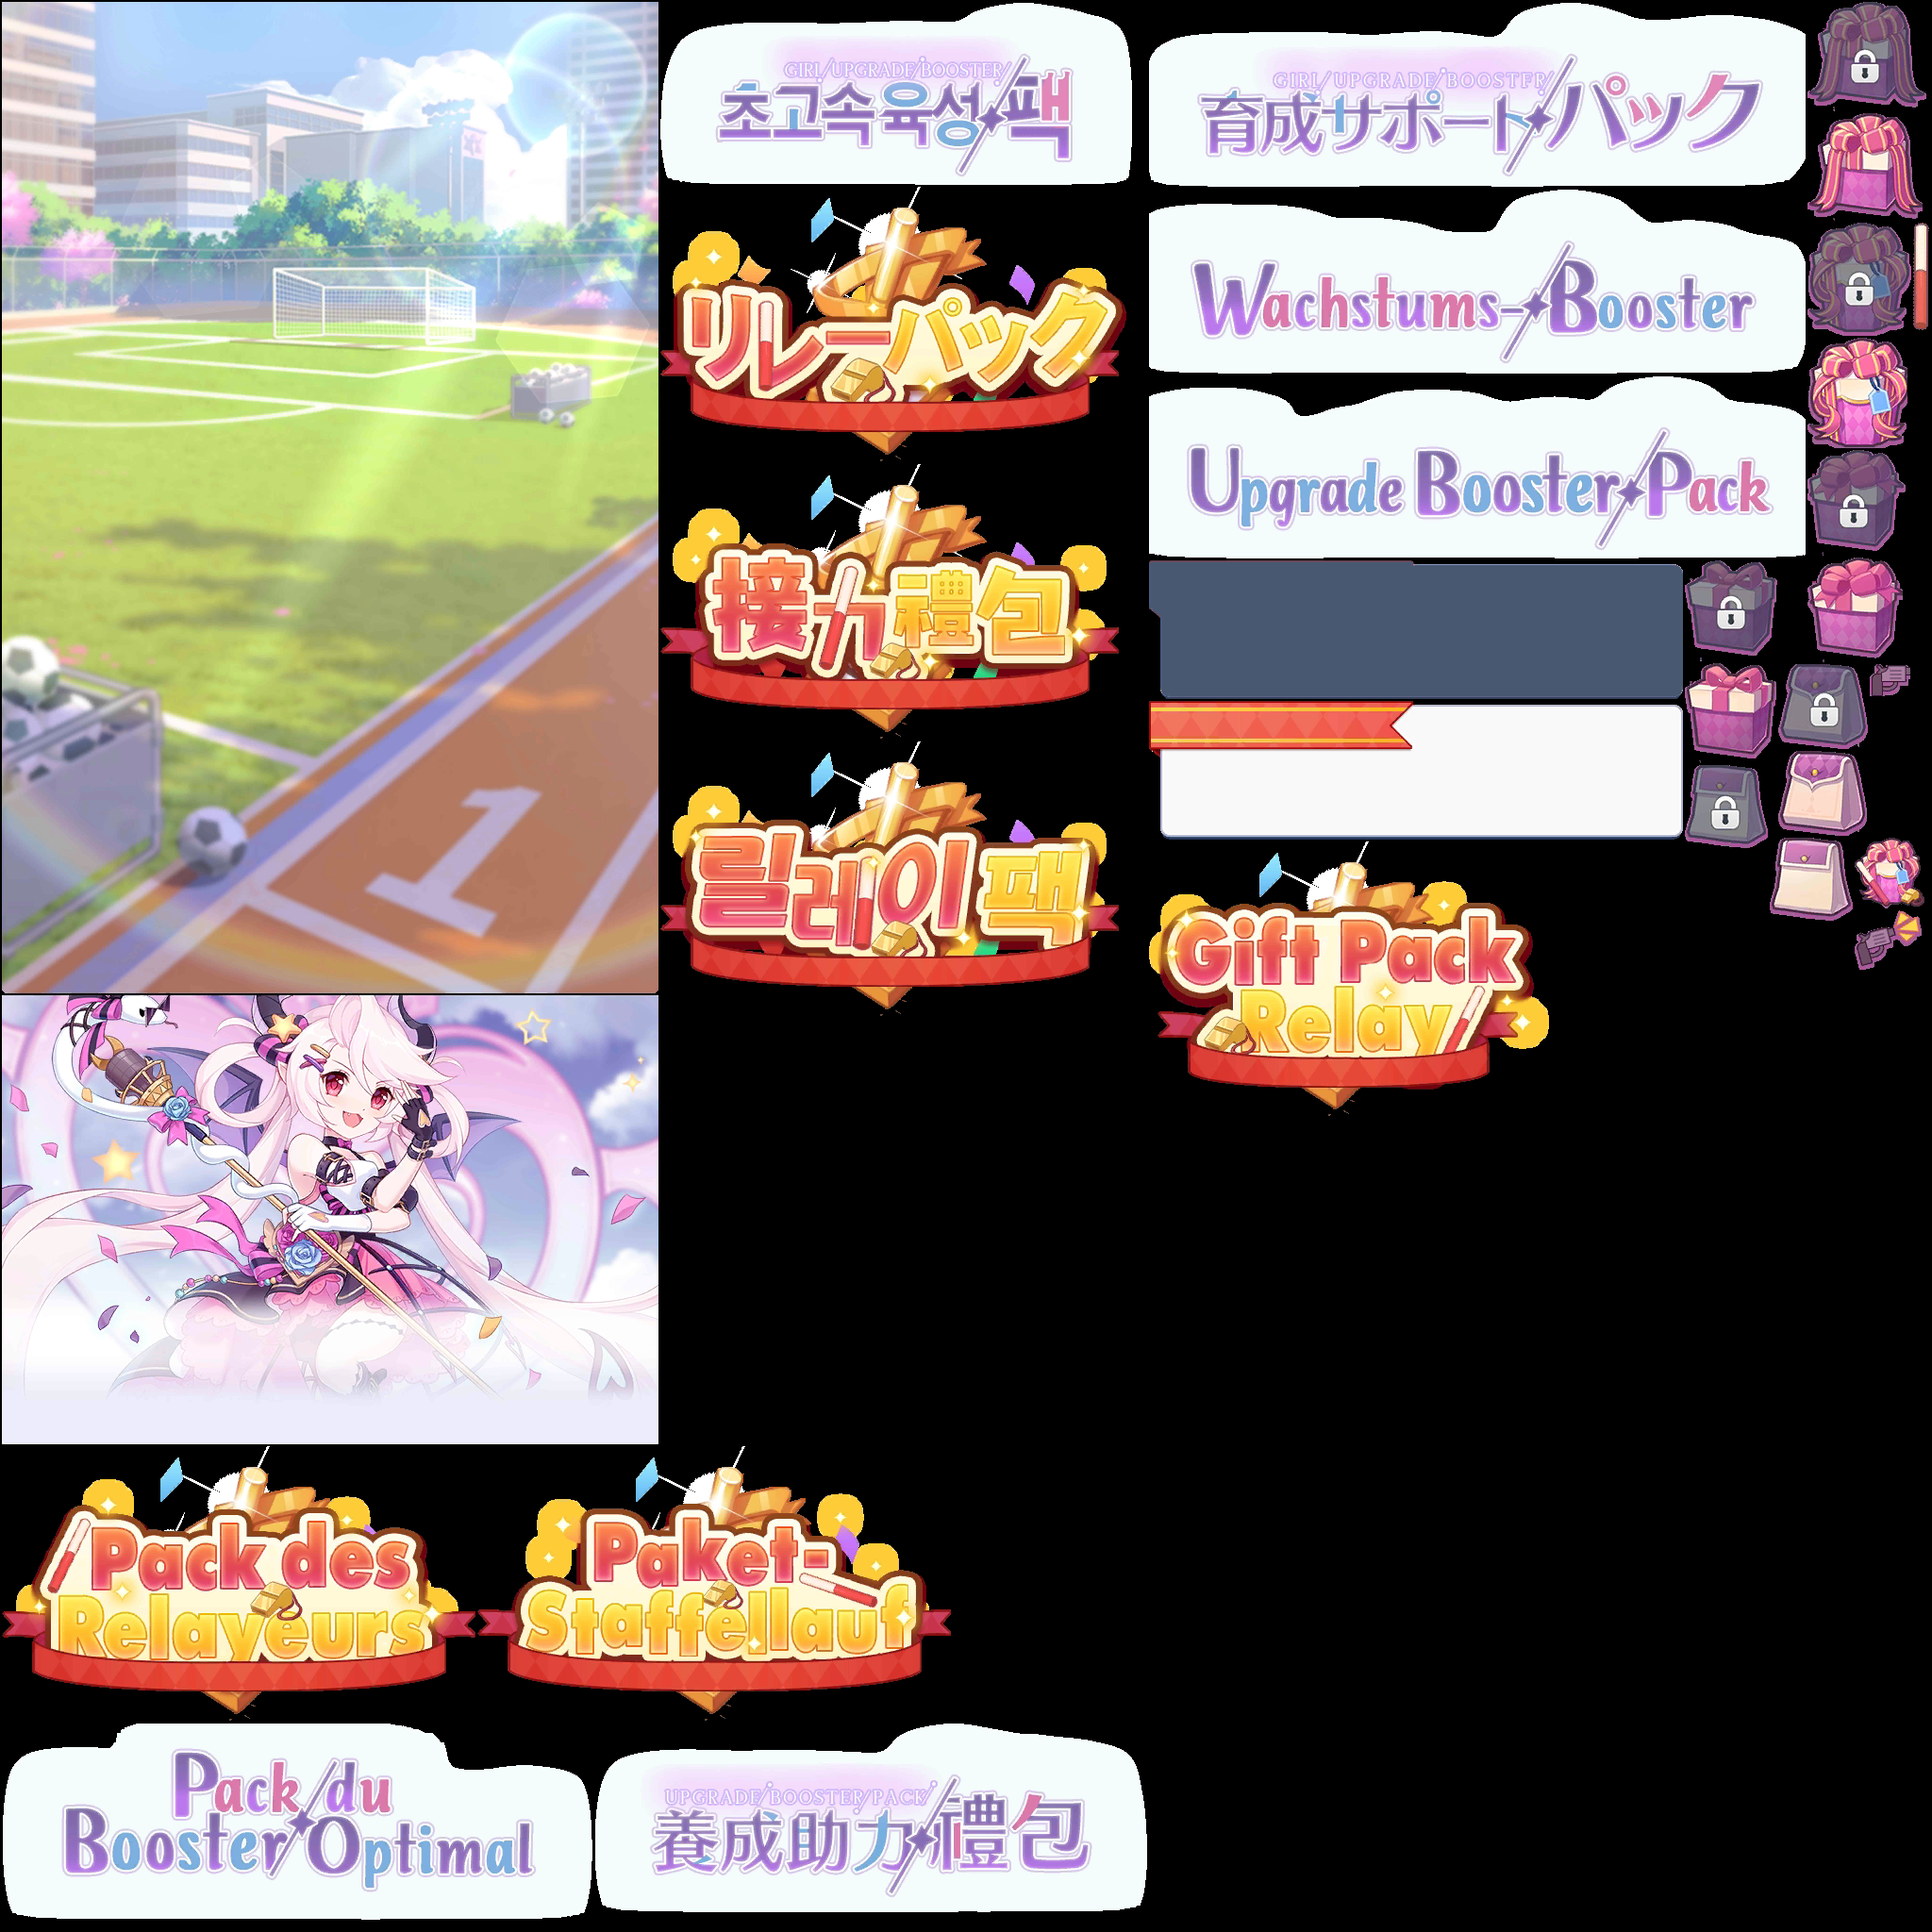 GIRL/UPGRADE/BOOSTER/
초고속육성팩
GIRL/UPGRADE/BOOSTER/
育成サポートパック
リレーパック
Wachstums-Booster
接力禮包
Upgrade Booster Pack
릴레이 팩
Gift Pack
Relay
1
Pack des
Relayeurs
Paket-
Staffellauf
Pack du
Booster Optimal
UPGRADE/BOOSTER/PACK
養成助力禮包